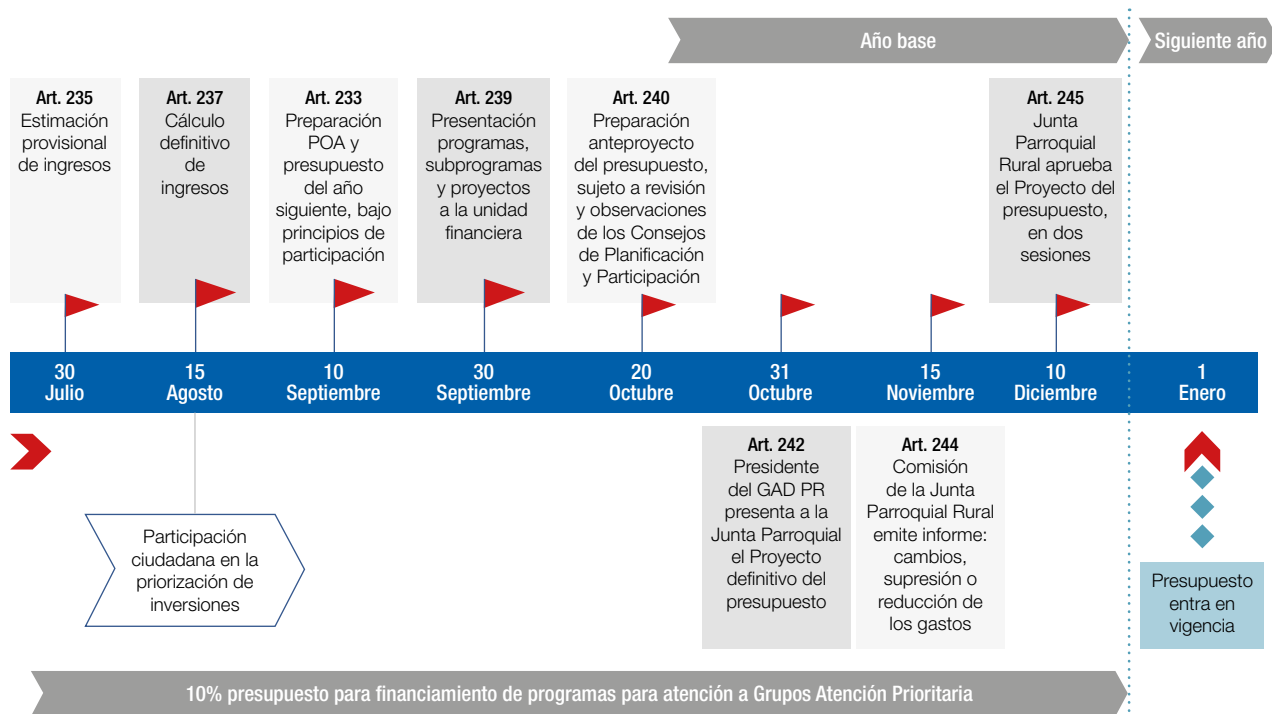 Año base
Siguiente año
Art. 235
Estimación
provisional
de ingresos
Art. 237
Cálculo
definitivo
de
ingresos
Art. 233
Preparación
POA y
presupuesto
del año
siguiente, bajo
principios de
participación
Art. 239
Presentación
programas,
subprogramas
y proyectos
a la unidad
financiera
Art. 240
Preparación
anteproyecto
del presupuesto,
sujeto a revisión
y observaciones
de los Consejos
de Planificación
y Participación
Art. 245
Junta
Parroquial
Rural aprueba
el Proyecto del
presupuesto,
en dos
sesiones
30
Julio
15
Agosto
10
Septiembre
30
Septiembre
20
Octubre
31
Octubre
15
Noviembre
10
Diciembre
1
Enero
Participación
ciudadana en la
priorización de
inversiones
Art. 242
Presidente
del GAD PR
presenta a la
Junta Parroquial
el Proyecto
definitivo del
presupuesto
Art. 244
Comisión
de la Junta
Parroquial Rural
emite informe:
cambios,
supresión o
reducción de
los gastos
Presupuesto
entra en
vigencia
10% presupuesto para financiamiento de programas para atención a Grupos Atención Prioritaria